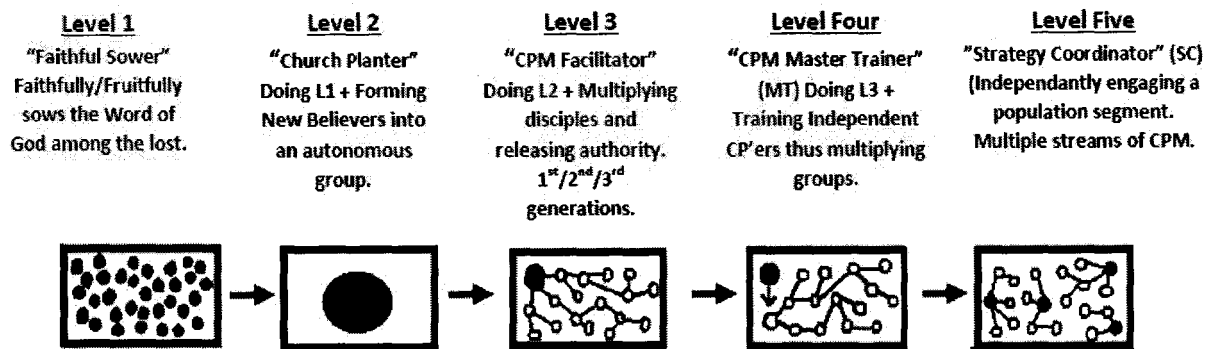 Level 1
"Faithful Sower"
Faithfully/Fruitfully
sows the Word of
God among the lost.
Level 2
"Church Planter"
Doing L1 + Forming
New Believers into
an autonomous
group.
Level 3
"CPM Facilitator"
Doing L2 + Multiplying
disciples and
releasing authority.
1st/2nd/3rd
generations.
Level Four
"CPM Master Trainer"
(MT) Doing L3 +
Training Independent
CP'ers thus multiplying
groups.
Level Five
"Strategy Coordinator" (SC)
(Independantly engaging a
population segment.
Multiple streams of CPM.